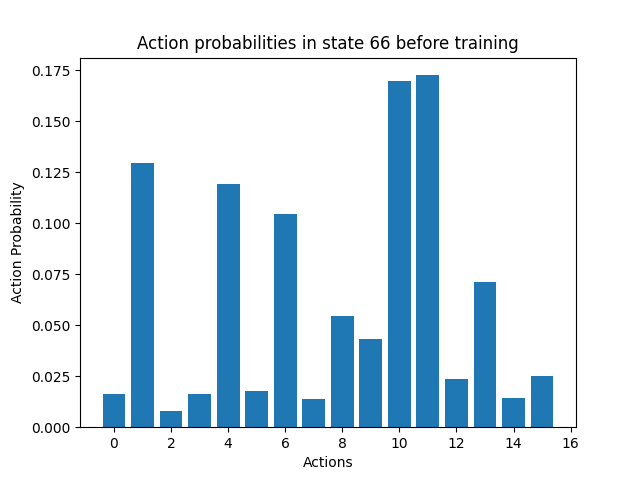 Action probabilities in state 66 before training
Action Probability
0.175
0.150
0.125
0.100
0.075
0.050
0.025
0.000
0 2 4 6 8 10 12 14 16
Actions